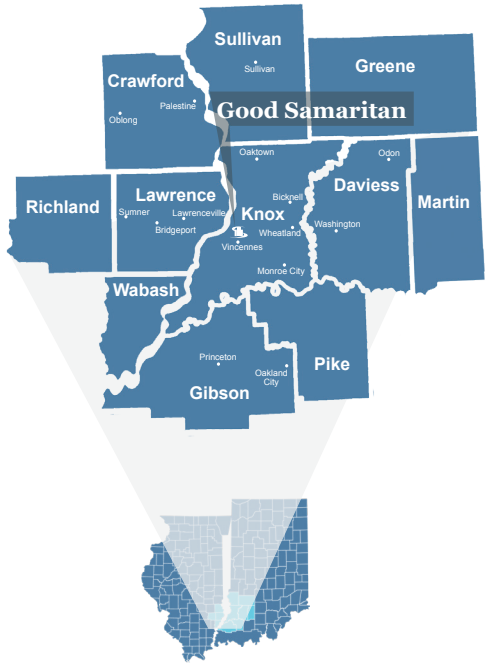 Sullivan
Sullivan
Greene
Crawford
Palestine
Oblong
Good Samaritan
Oaktown
Odon
Daviess
Richland
Lawrence
Sumner
Lawrenceville
Bridgeport
Knox
Bicknell
Wheatland
Vincennes
Washington
Martin
Monroe City
Wabash
Princeton
Oakland
City
Gibson
Pike